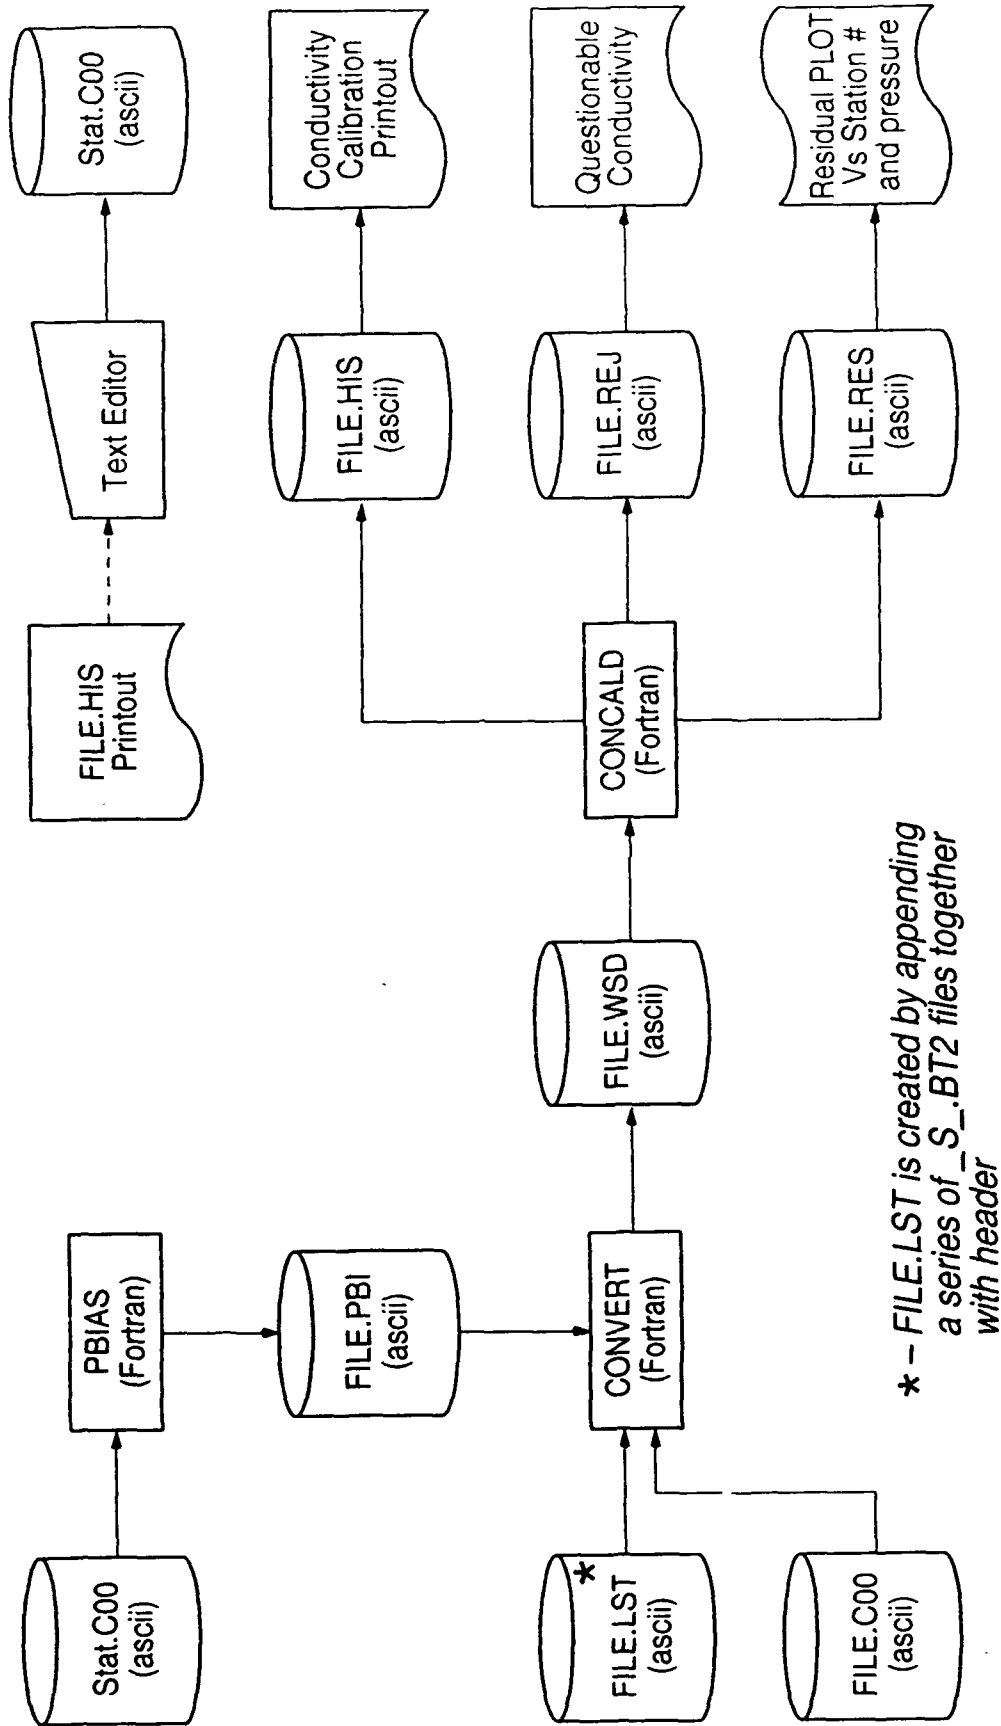 Stat.C00
(ascii)
PBIAS
(Fortran)
FILE.HIS
Printout
Text Editor
Stat.C00
(ascii)
FILE.PBI
(ascii)
FILE.HIS
(ascii)
Conductivity
Calibration
Printout
FILE.LST
(ascii)
*
CONVERT
(Fortran)
FILE.WSD
(ascii)
CONCALD
(Fortran)
FILE.REJ
(ascii)
Questionable
Conductivity
FILE.C00
(ascii)
FILE.RES
(ascii)
Residual PLOT
Vs Station #
and pressure
* – FILE.LST is created by appending
a series of _S_.BT2 files together
with header